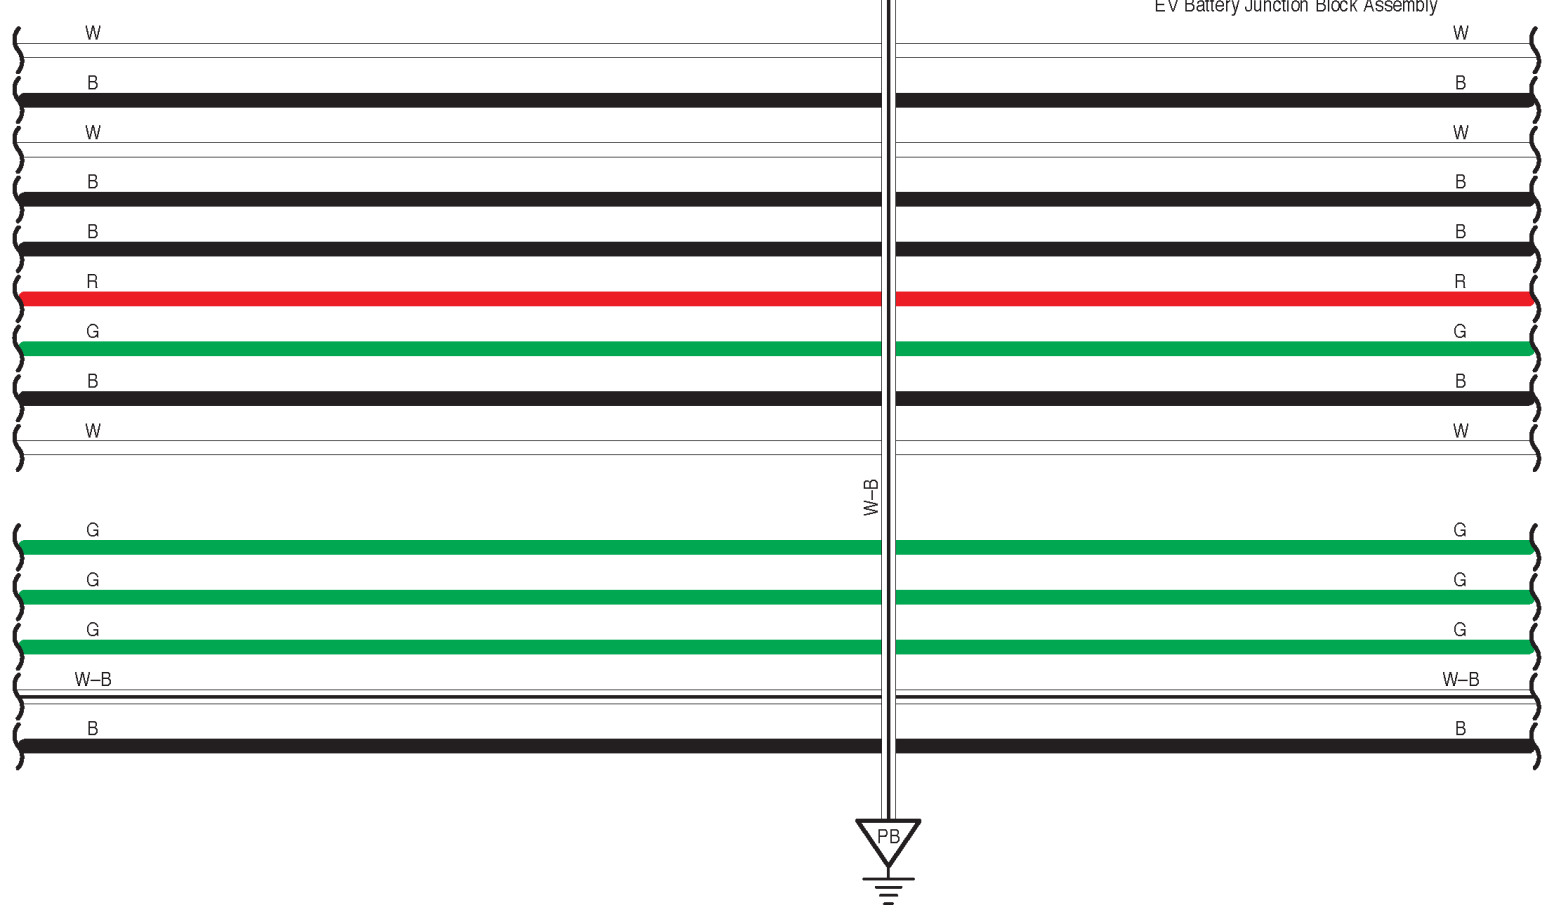 EV Battery Junction Block Assembly
W W
B B
W W
B B
B B
R R
G G
B B
W W
W–B
G G
G G
G G
W–B W–B
B B
PB